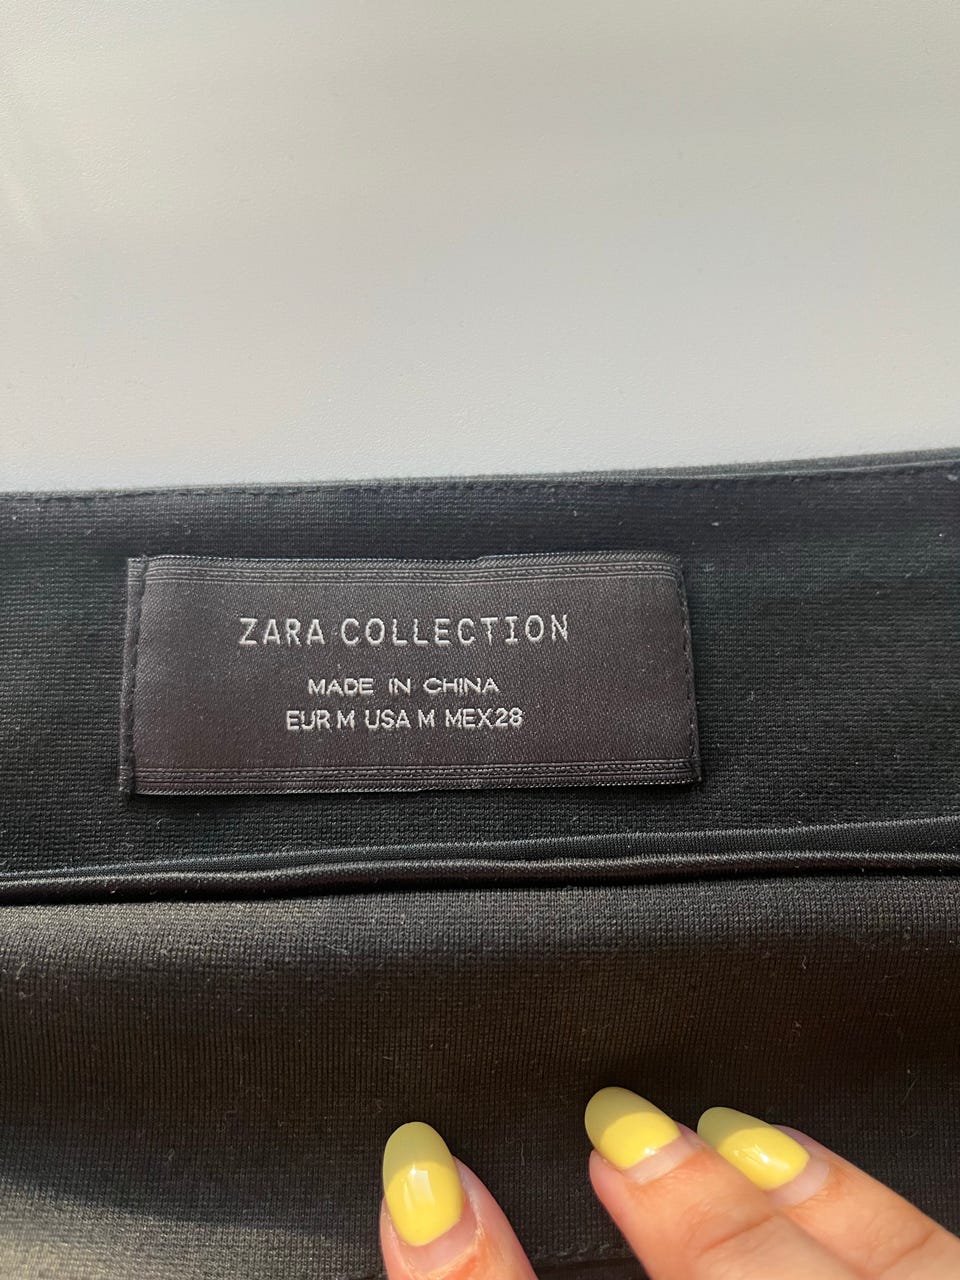 ZARA COLLECTION
MADE IN CHINA
EUR M USA M MEX28